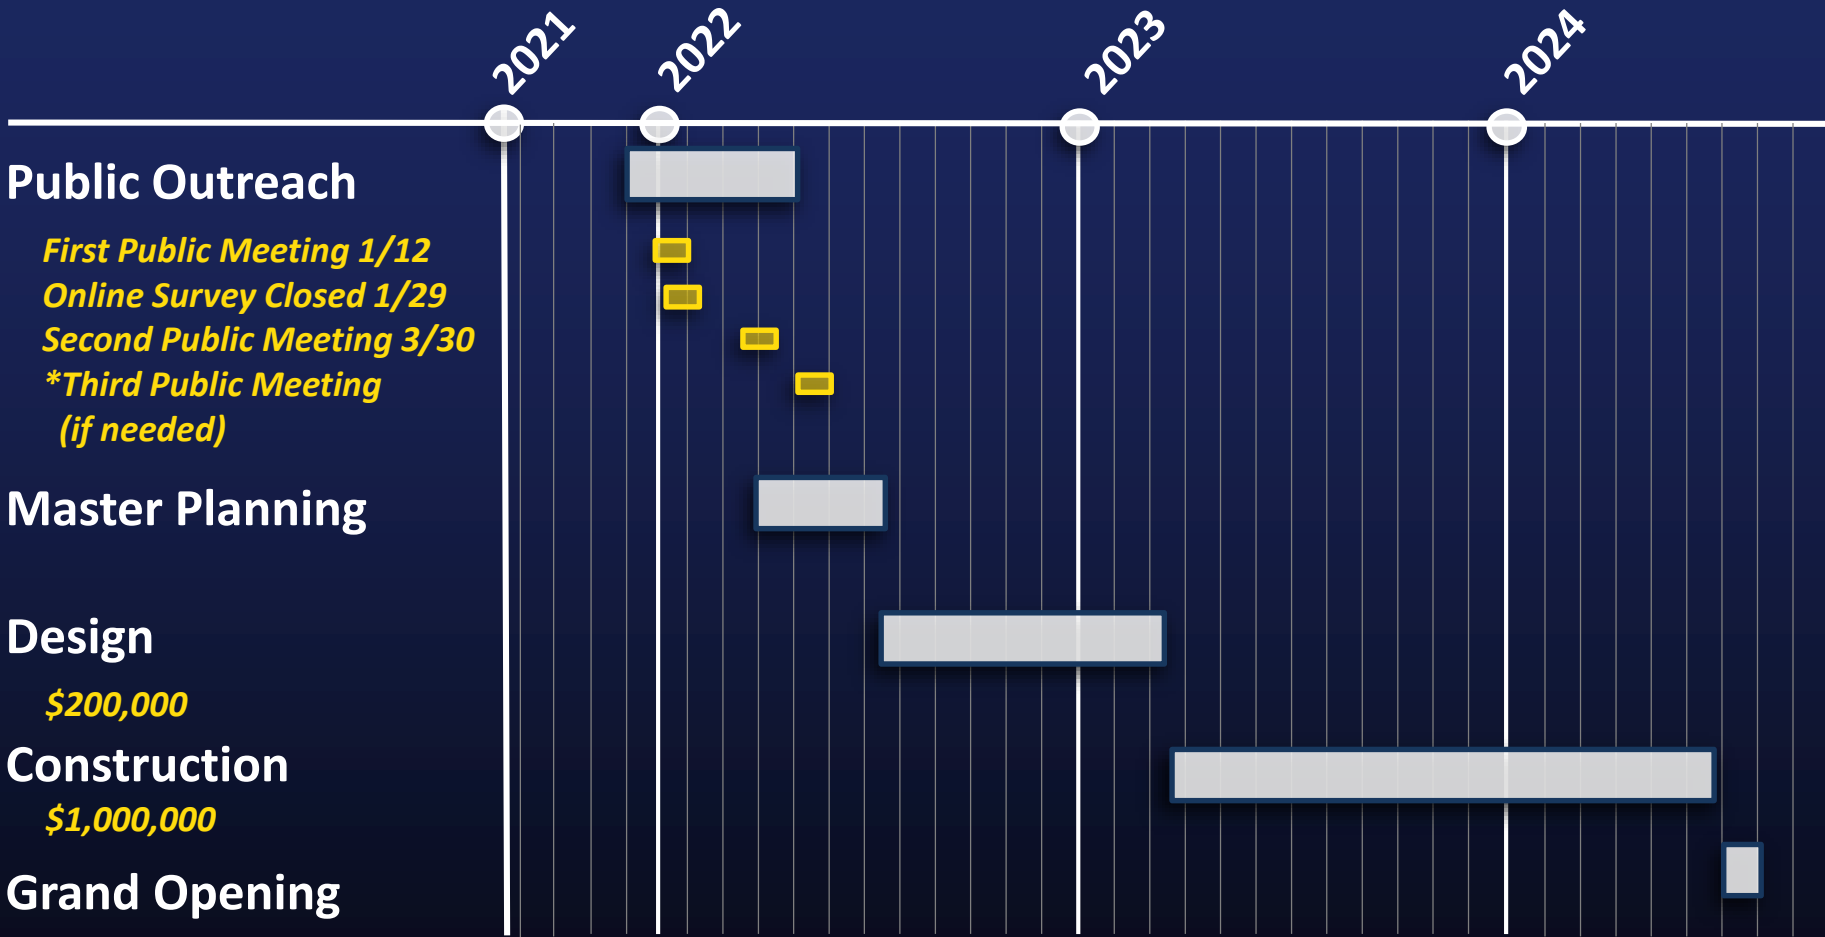 2021
2022
2023
2024
Public Outreach
First Public Meeting 1/12
Online Survey Closed 1/29
Second Public Meeting 3/30
*Third Public Meeting
(if needed)
Master Planning
Design
$200,000
Construction
$1,000,000
Grand Opening